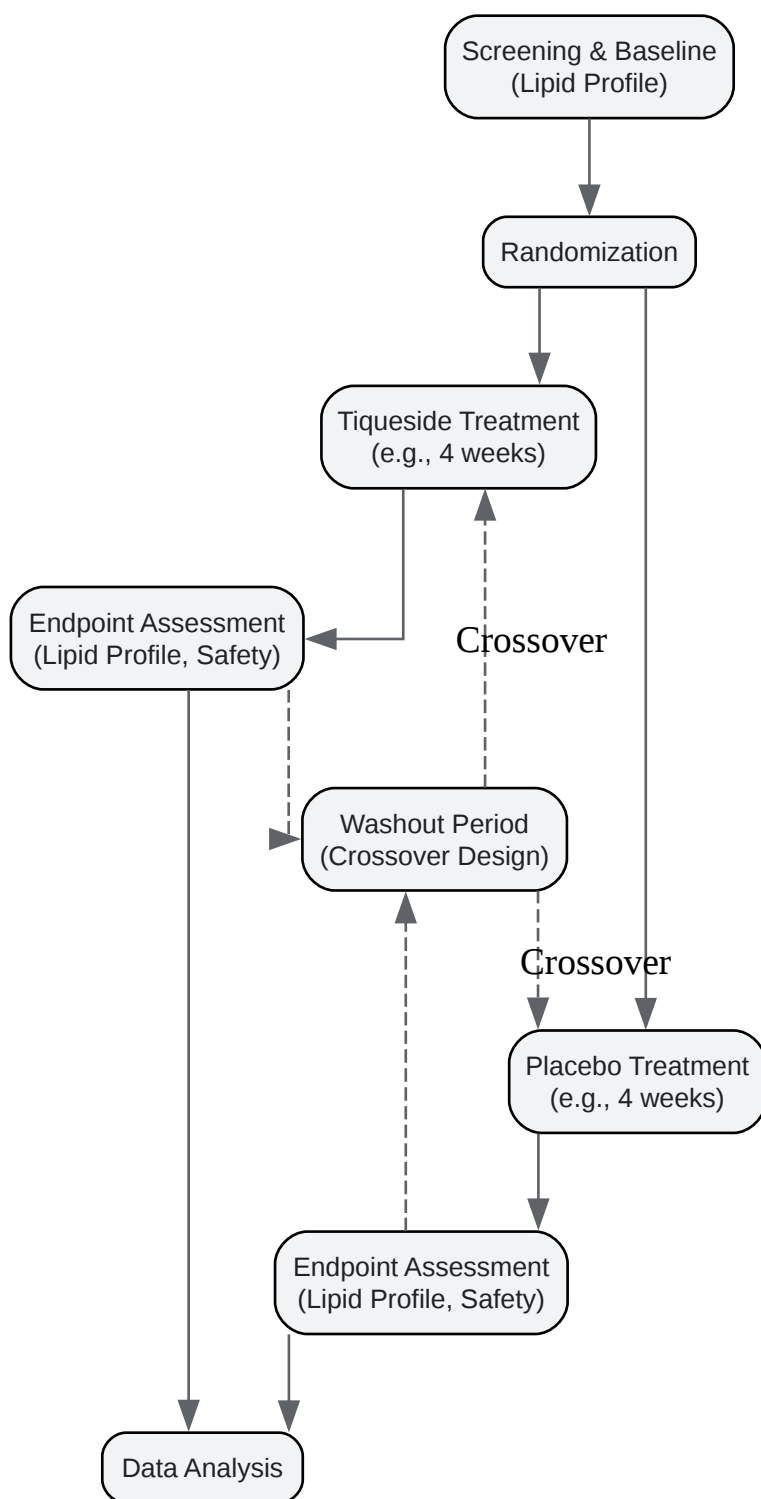 Screening & Baseline
(Lipid Profile)
Randomization
Tiqueside Treatment
(e.g., 4 weeks)
Endpoint Assessment
(Lipid Profile, Safety)
Crossover
Washout Period
(Crossover Design)
Crossover
Placebo Treatment
(e.g., 4 weeks)
Endpoint Assessment
(Lipid Profile, Safety)
Data Analysis